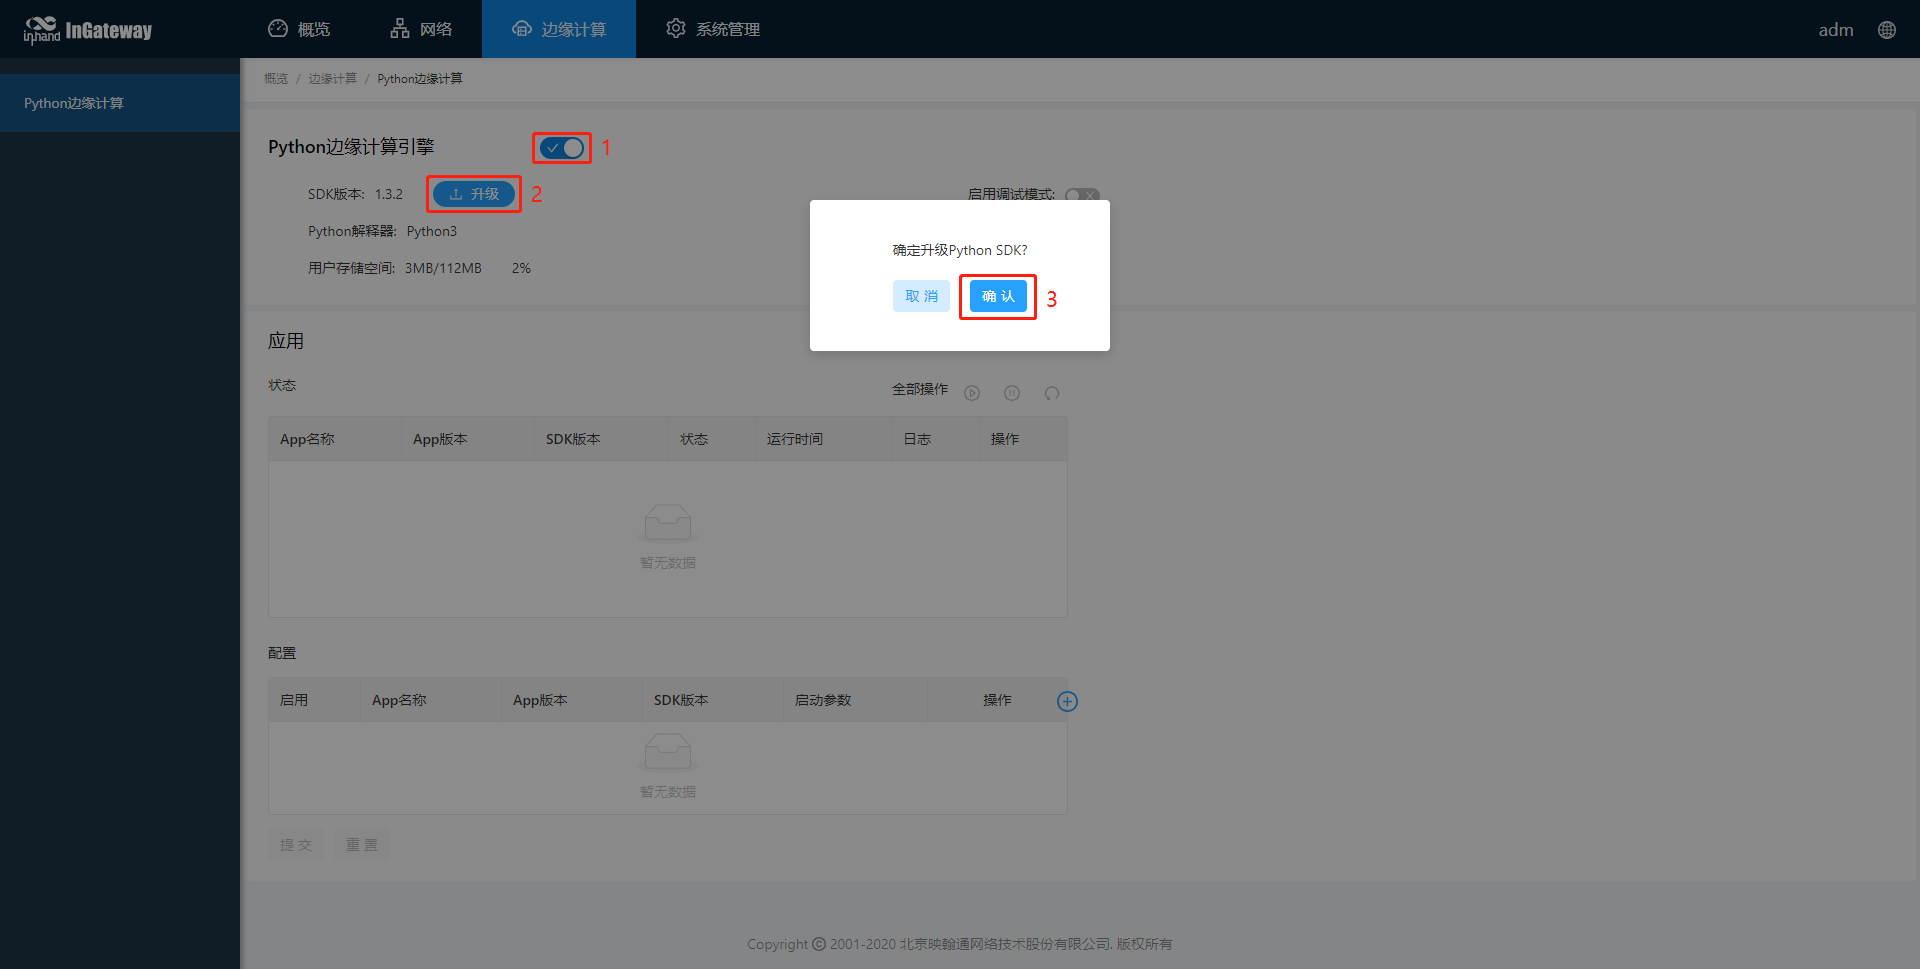 inhand InGateway
概览
网络
边缘计算
系统管理
adm
Python边缘计算
概览 / 边缘计算 / Python边缘计算
Python边缘计算引擎
1
SDK版本: 1.3.2
升级
2
启用调试模式:
Python解释器: Python3
用户存储空间: 3MB/112MB 2%
确定升级Python SDK?
取 消
确 认
3
应用
状态
全部操作
App名称 App版本 SDK版本 状态 运行时间 日志 操作
暂无数据
配置
启用 App名称 App版本 SDK版本 启动参数 操作
暂无数据
提 交
重 置
Copyright © 2001-2020 北京映翰通网络技术股份有限公司. 版权所有